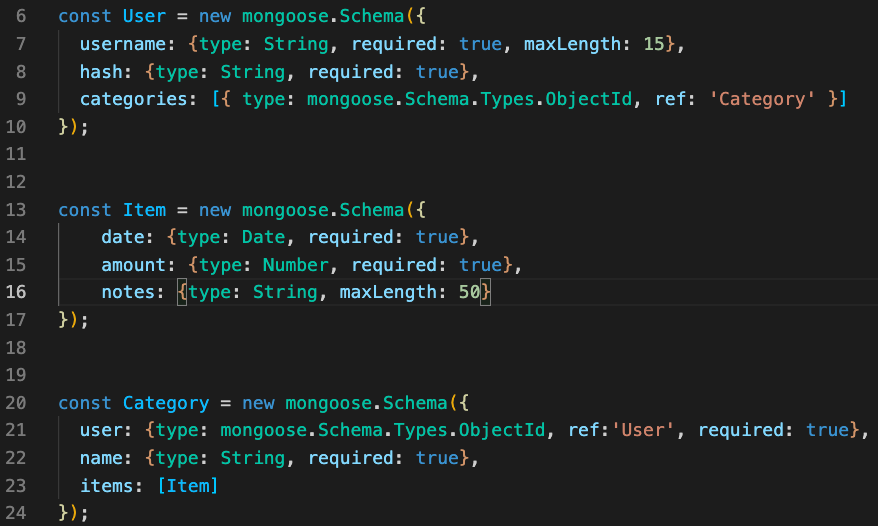 6 const User = new mongoose.Schema({
7 username: {type: String, required: true, maxLength: 15},
8 hash: {type: String, required: true},
9 categories: [{ type: mongoose.Schema.Types.ObjectId, ref: 'Category' }]
10 });
11
12
13 const Item = new mongoose.Schema({
14 date: {type: Date, required: true},
15 amount: {type: Number, required: true},
16 notes: {type: String, maxLength: 50}
17 });
18
19
20 const Category = new mongoose.Schema({
21 user: {type: mongoose.Schema.Types.ObjectId, ref:'User', required: true},
22 name: {type: String, required: true},
23 items: [Item]
24 });